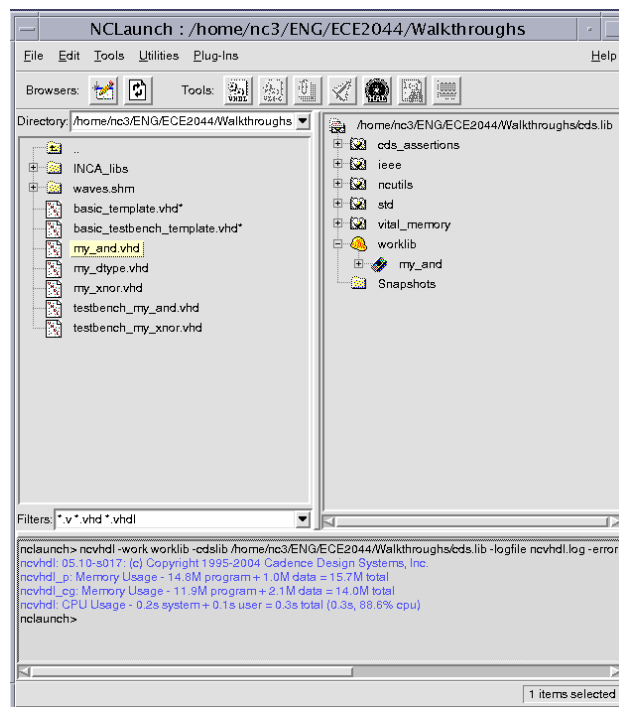 NCLaunch : /home/nc3/ENG/ECE2044/Walkthroughs
File Edit Tools Utilities Plug-Ins Help
Browsers: Tools: VHDL
Directory: /home/nc3/ENG/ECE2044/Walkthroughs
..
INCA_libs
waves.shm
basic_template.vhd*
basic_testbench_template.vhd*
my_and.vhd
my_dtype.vhd
my_xnor.vhd
testbench_my_and.vhd
testbench_my_xnor.vhd
Filters: *.v *.vhd *.vhdl
/home/nc3/ENG/ECE2044/Walkthroughs/cds.lib
cds_assertions
ieee
ncutils
std
vital_memory
worklib
my_and
Snapshots
nclaunch> ncvhdl -work worklib -cdslib /home/nc3/ENG/ECE2044/Walkthroughs/cds.lib -logfile ncvhdl.log -error
ncvhdl: 05.10-s017: (c) Copyright 1995-2004 Cadence Design Systems, Inc.
ncvhdl_p: Memory Usage - 14.8M program + 1.0M data = 15.7M total
ncvhdl_cg: Memory Usage - 11.9M program + 2.1M data = 14.0M total
ncvhdl: CPU Usage - 0.2s system + 0.1s user = 0.3s total (0.3s, 88.6% cpu)
nclaunch>
1 items selected